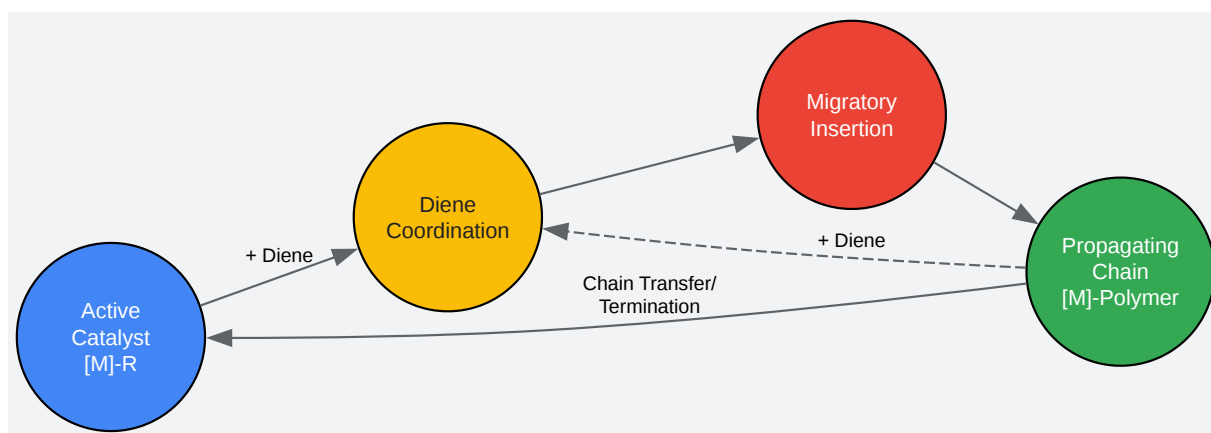 Migratory
Insertion
Diene
Coordination
+ Diene
+ Diene
Propagating
Chain
[M]-Polymer
Chain Transfer/
Termination
Active
Catalyst
[M]-R